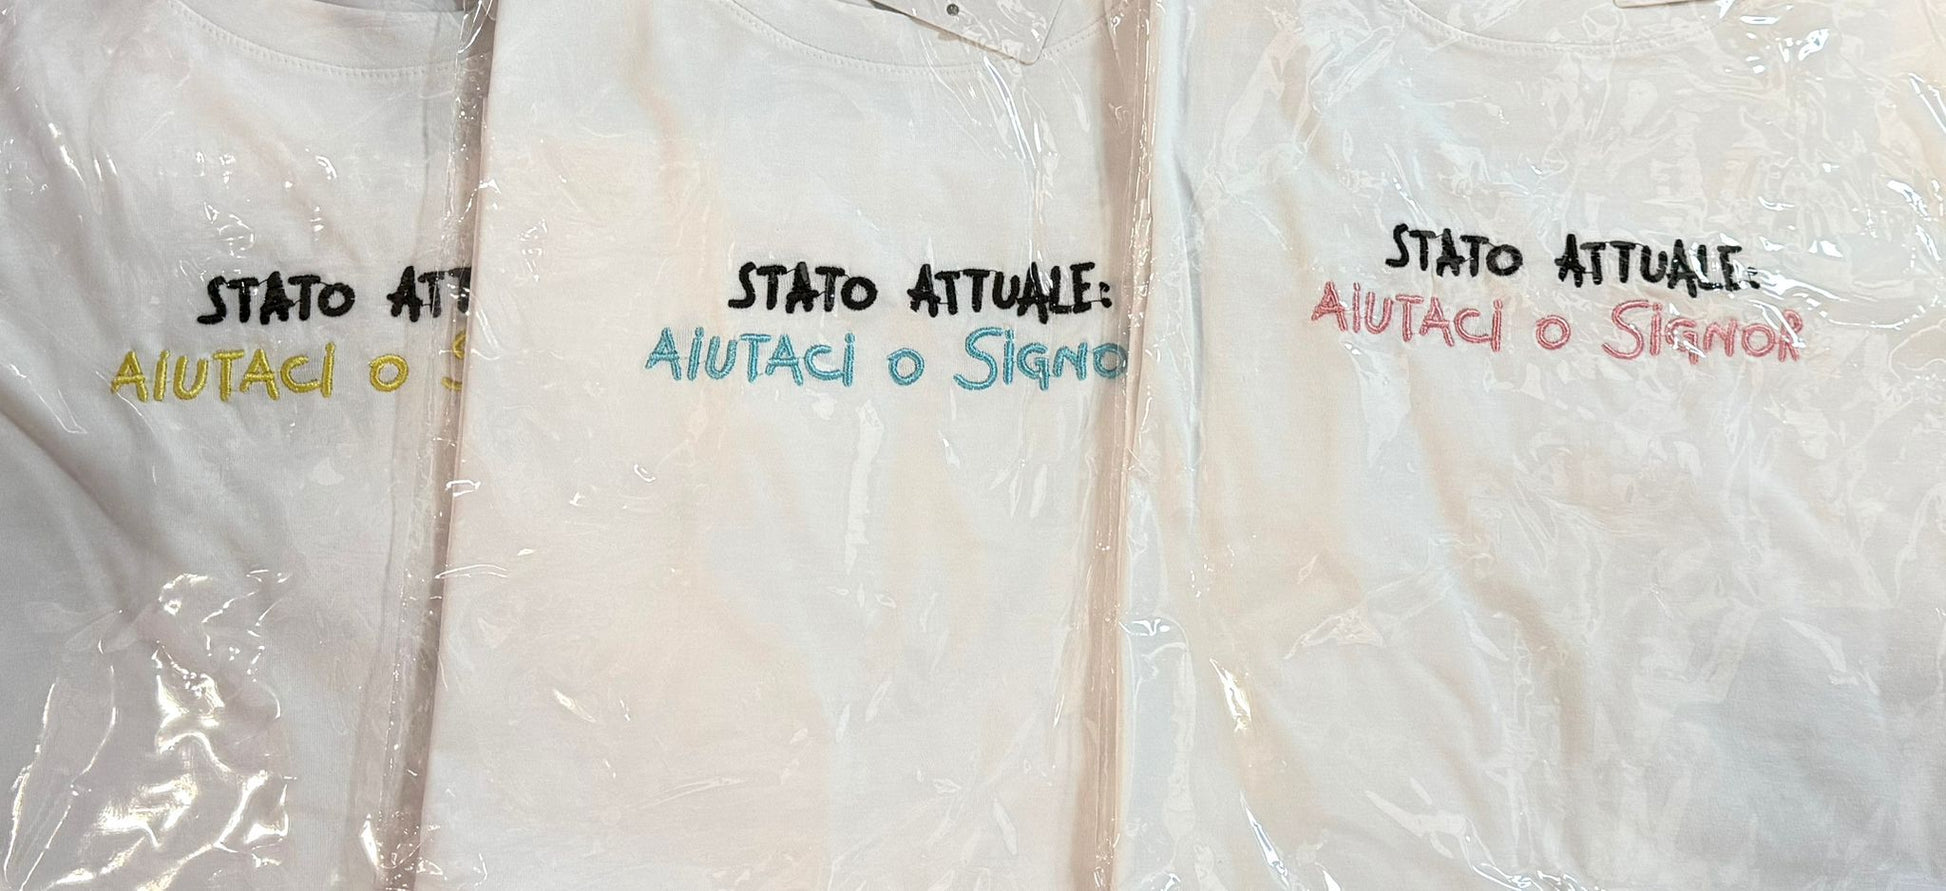 STATO ATT
AIUTACI O S
STATO ATTUALE:
AIUTACI O SIGNO
STATO ATTUALE:
AIUTACI O SIGNOR